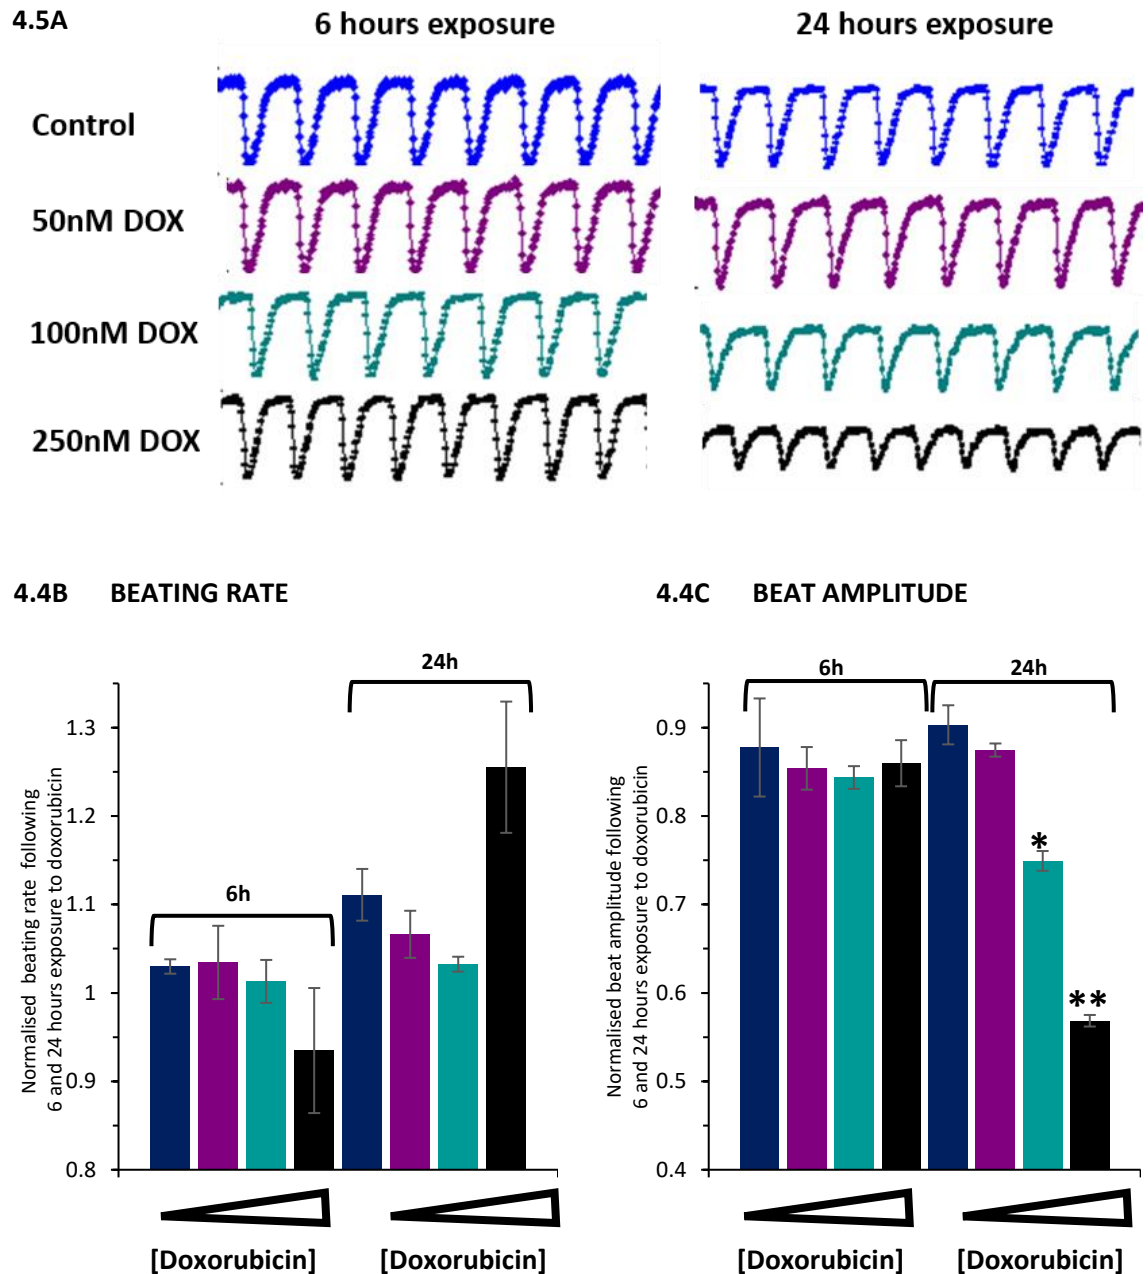 4.5A
6 hours exposure
24 hours exposure
Control
50nM DOX
100nM DOX
250nM DOX
4.4B BEATING RATE
Normalised beating rate following
6 and 24 hours exposure to doxorubicin
1.3
1.2
1.1
1
0.9
0.8
6h
24h
[Doxorubicin]
[Doxorubicin]
4.4C BEAT AMPLITUDE
Normalised beat amplitude following
6 and 24 hours exposure to doxorubicin
0.9
0.8
0.7
0.6
0.5
0.4
6h
24h
*
**
[Doxorubicin]
[Doxorubicin]